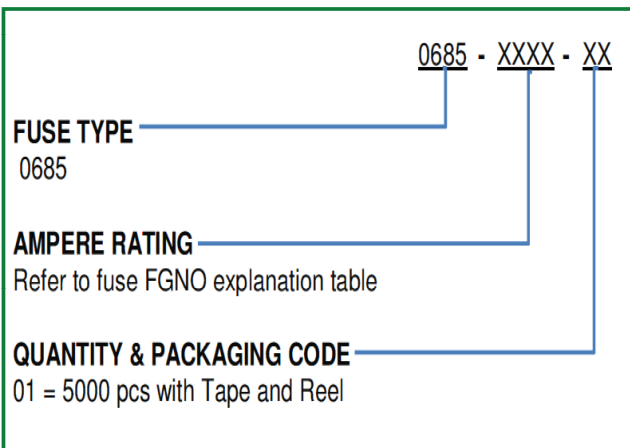 0685 - XXXX - XX
FUSE TYPE
0685
AMPERE RATING
Refer to fuse FGNO explanation table
QUANTITY & PACKAGING CODE
01 = 5000 pcs with Tape and Reel